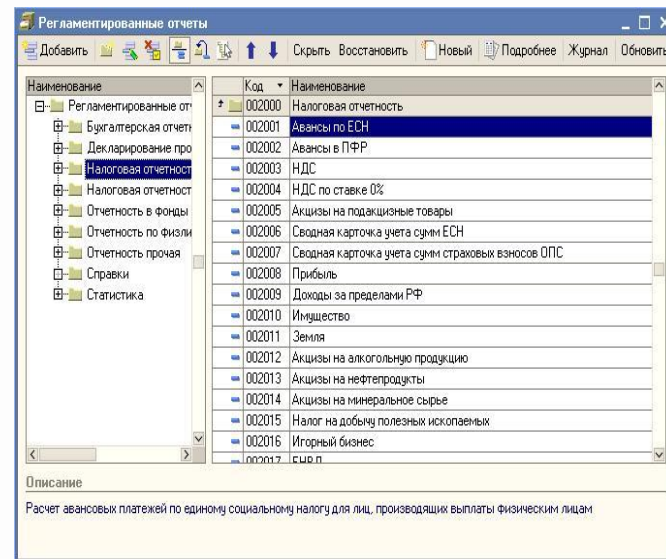 Регламентированные отчеты
Добавить Скрыть Восстановить Новый Подробнее Журнал Обновить
Наименование
Регламентированные от
Бухгалтерская отчетн
Декларирование про
Налоговая отчетност
Налоговая отчетност
Отчетность в фонды
Отчетность по физли
Отчетность прочая
Справки
Статистика
Код Наименование
002000 Налоговая отчетность
002001 Авансы по ЕСН
002002 Авансы в ПФР
002003 НДС
002004 НДС по ставке 0%
002005 Акцизы на подакцизные товары
002006 Сводная карточка учета сумм ЕСН
002007 Сводная карточка учета сумм страховых взносов ОПС
002008 Прибыль
002009 Доходы за пределами РФ
002010 Имущество
002011 Земля
002012 Акцизы на алкогольную продукцию
002013 Акцизы на нефтепродукты
002014 Акцизы на минеральное сырье
002015 Налог на добычу полезных ископаемых
002016 Игорный бизнес
002017 ЕНВД
Описание
Расчет авансовых платежей по единому социальному налогу для лиц, производящих выплаты физическим лицам